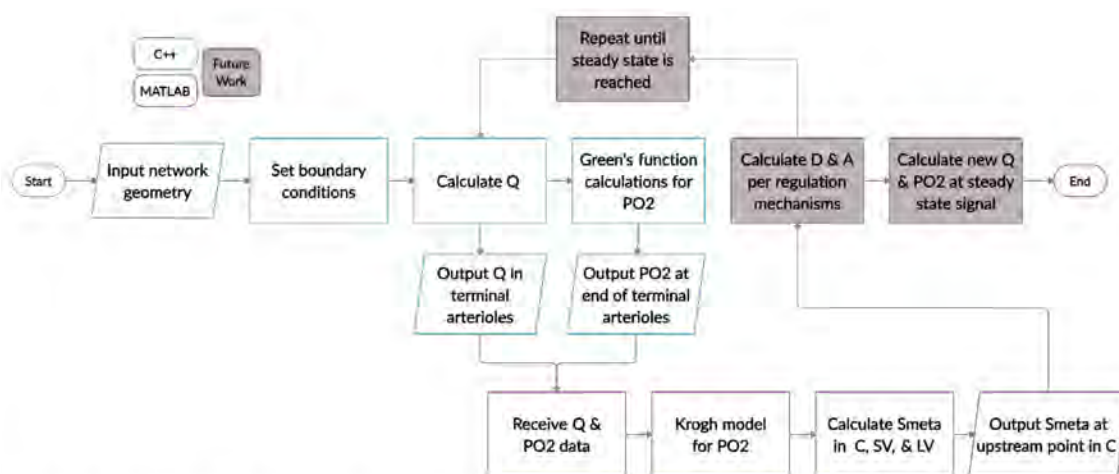 C++
MATLAB
Future
Work
Repeat until
steady state is
reached
Start
Input network
geometry
Set boundary
conditions
Calculate Q
Green's function
calculations for
PO2
Calculate D & A
per regulation
mechanisms
Calculate new Q
& PO2 at steady
state signal
End
Output Q in
terminal
arterioles
Output PO2 at
end of terminal
arterioles
Receive Q &
PO2 data
Krogh model
for PO2
Calculate Smeta
in C, SV, & LV
Output Smeta at
upstream point in C